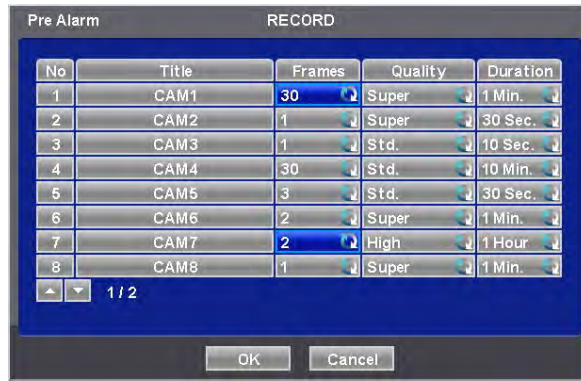 Pre Alarm RECORD
No Title Frames Quality Duration
1 CAM1 30 Super 1 Min.
2 CAM2 1 Super 30 Sec.
3 CAM3 1 Std. 10 Sec.
4 CAM4 30 Std. 10 Min.
5 CAM5 3 Std. 30 Sec.
6 CAM6 2 Super 1 Min.
7 CAM7 2 High 1 Hour
8 CAM8 1 Super 1 Min.
1 / 2
OK Cancel